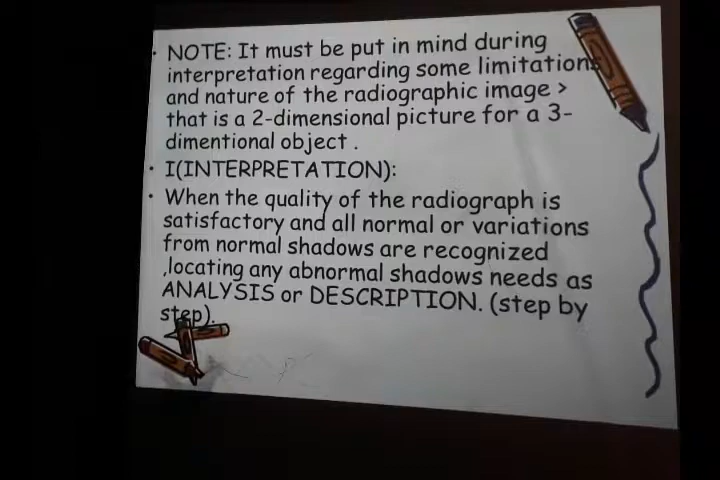 • NOTE: It must be put in mind during
interpretation regarding some limitations
and nature of the radiographic image >
that is a 2-dimensional picture for a 3-
dimentional object .
• I(INTERPRETATION):
• When the quality of the radiograph is
satisfactory and all normal or variations
from normal shadows are recognized
,locating any abnormal shadows needs as
ANALYSIS or DESCRIPTION. (step by
step).